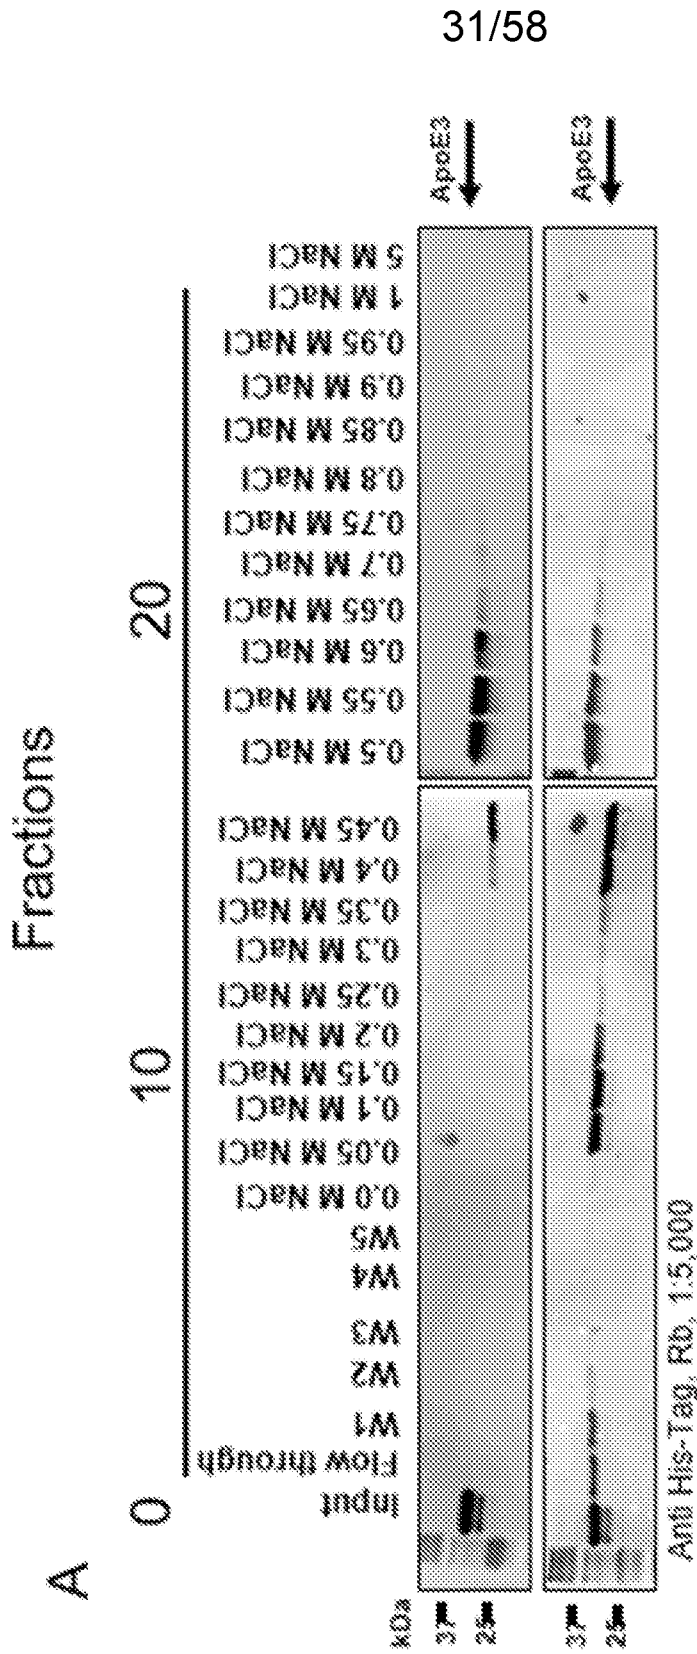 31/58
A
Fractions
0
10
20
Input
Flow through
W1
W2
W3
W4
W5
0.0 M NaCl
0.05 M NaCl
0.1 M NaCl
0.15 M NaCl
0.2 M NaCl
0.25 M NaCl
0.3 M NaCl
0.35 M NaCl
0.4 M NaCl
0.45 M NaCl
0.5 M NaCl
0.55 M NaCl
0.6 M NaCl
0.65 M NaCl
0.7 M NaCl
0.75 M NaCl
0.8 M NaCl
0.85 M NaCl
0.9 M NaCl
0.95 M NaCl
1 M NaCl
5 M NaCl
kDa
37
25
ApoE3
37
25
ApoE3
Anti His-Tag, Rb, 1:5,000